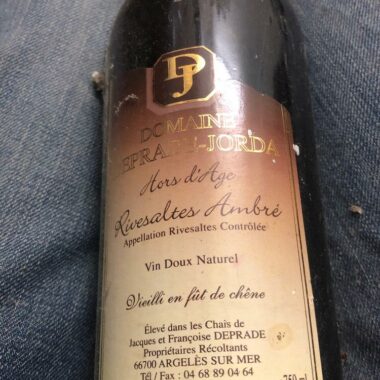 DJ
DOMAINE
DEPRADE-JORDA
Hors d'Age
Rivesaltes Ambré
Appellation Rivesaltes Contrôlée
Vin Doux Naturel
Vieilli en fût de chêne
Élevé dans les Chais de
Jacques et Françoise DEPRADE
Propriétaires Récoltants
66700 ARGELÈS SUR MER
Tél / Fax : 04 68 89 04 64
750 ml